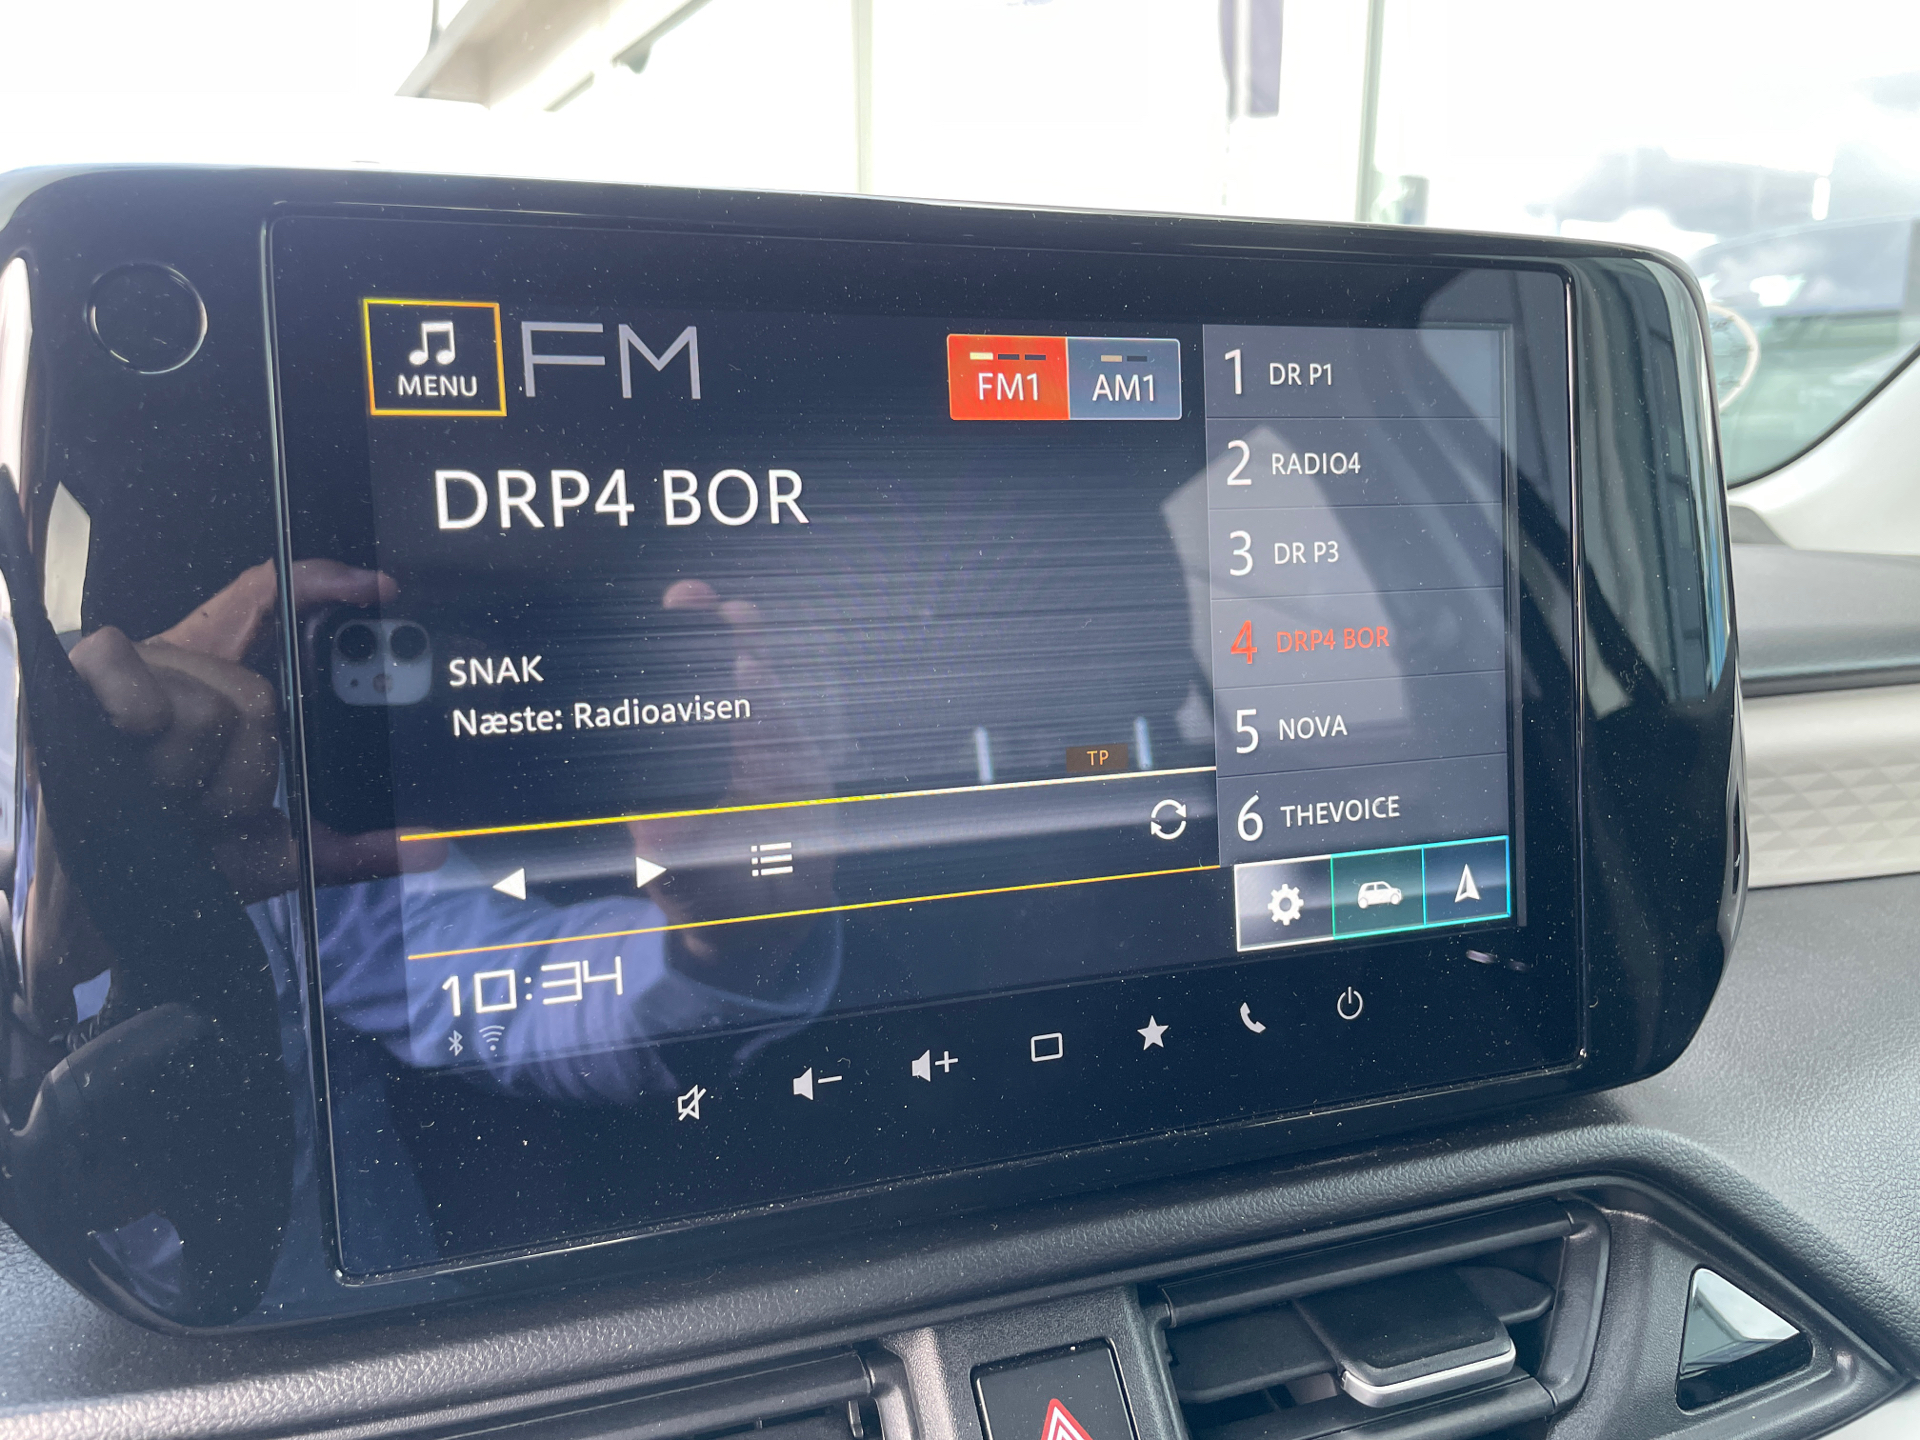 MENU
FM
FM1
AM1
DRP4 BOR
SNAK
Næste: Radioavisen
TP
10:34
1 DR P1
2 RADIO4
3 DR P3
4 DRP4 BOR
5 NOVA
6 THEVOICE